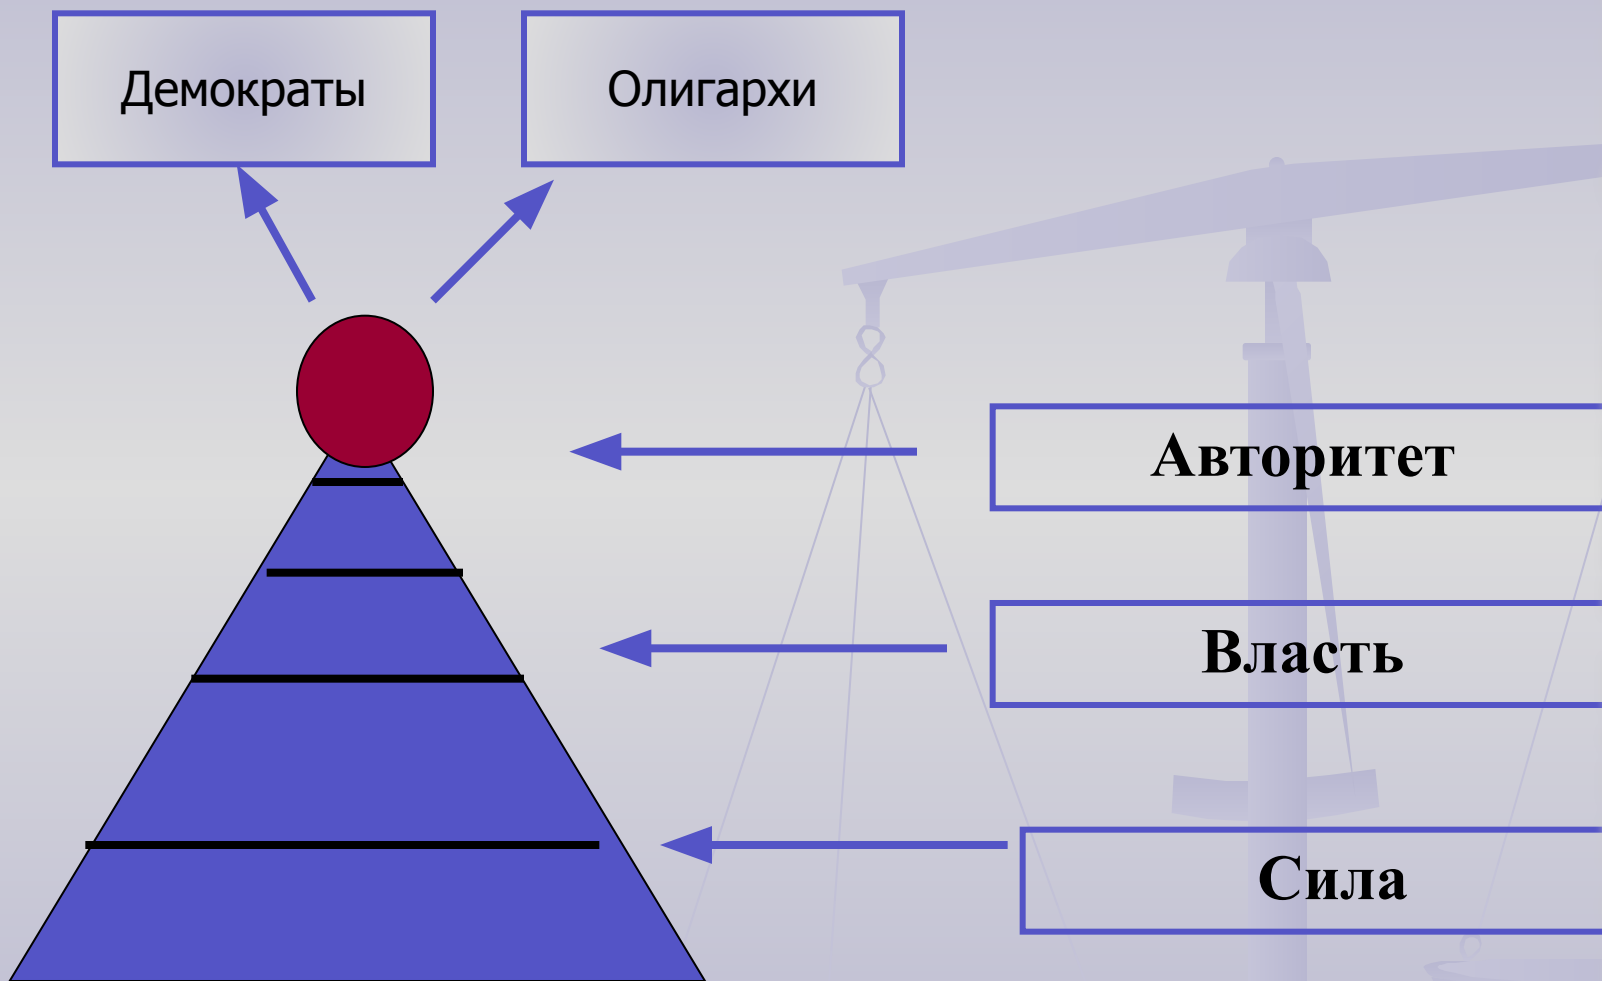 Демократы
Олигархи
Авторитет
Власть
Сила